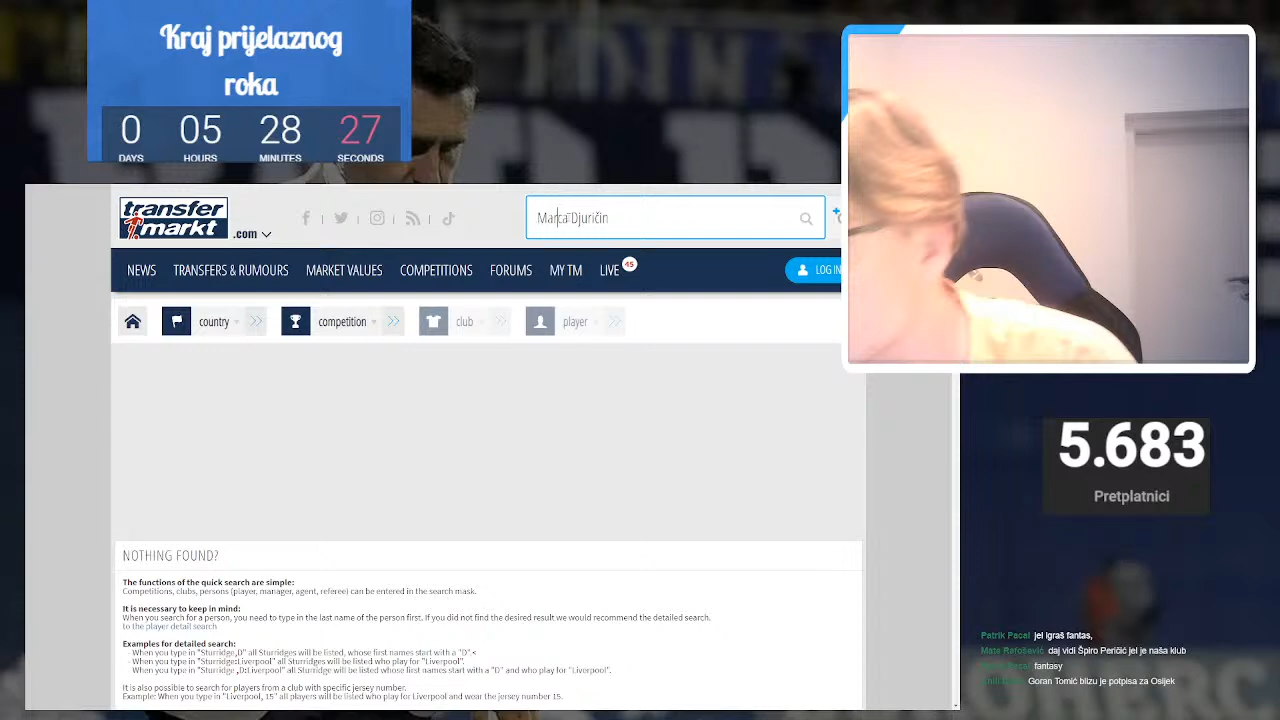 Kraj prijelaznog
roka
0 05 28 27
DAYS HOURS MINUTES SECONDS
transfer
markt
.com
Marca Djuričin
NEWS TRANSFERS & RUMOURS MARKET VALUES COMPETITIONS FORUMS MY TM LIVE 45
LOG IN
country competition club player
NOTHING FOUND?
The functions of the quick search are simple:
Competitions, clubs, persons (player, manager, agent, referee) can be entered in the search mask.
It is necessary to keep in mind:
When you search for a person, you need to type in the last name of the person first. If you did not find the desired result we would recommend the detailed search.
to the player detail search
Examples for detailed search:
- When you type in "Sturridge,D" all Sturridges will be listed, whose first names start with a "D".<
- When you type in "Sturridge:Liverpool" all Sturridges will be listed who play for "Liverpool".
- When you type in "Sturridge ,D:Liverpool" all Sturridges will be listed whose first names start with a "D" and who play for "Liverpool".
It is also possible to search for players from a club with specific jersey number.
Example: When you type in "Liverpool, 15" all players will be listed who play for Liverpool and wear the jersey number 15.
5.683
Pretplatnici
Patrik Pacal jel igraš fantas,
daj vidi Špiro Peričić jel je naša klub
fantasy
Goran Tomić blizu je potpisa za Osijek